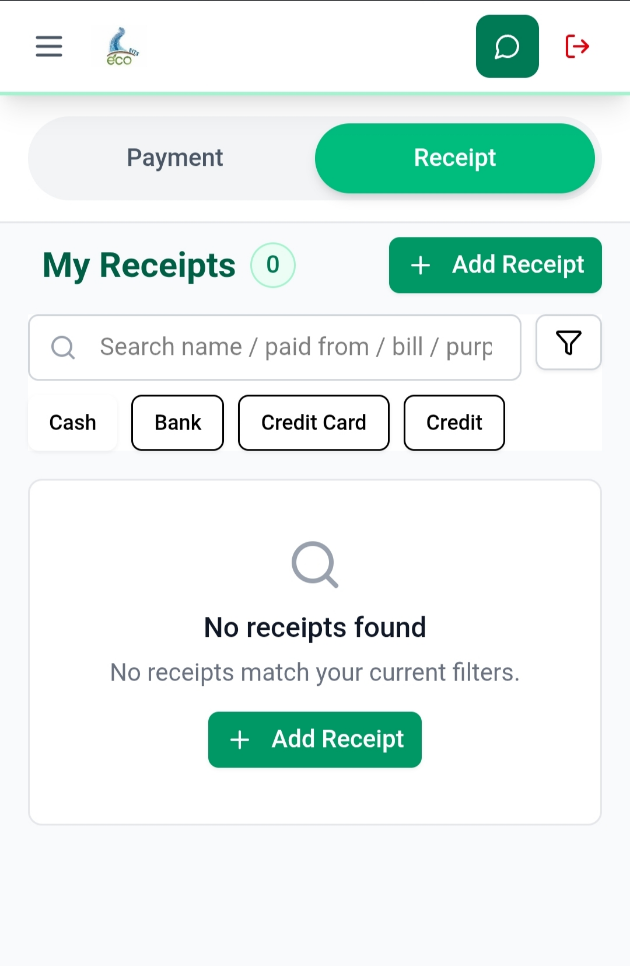 eco
Payment
Receipt
My Receipts 0
+ Add Receipt
Search name / paid from / bill / purp
Cash
Bank
Credit Card
Credit
No receipts found
No receipts match your current filters.
+ Add Receipt